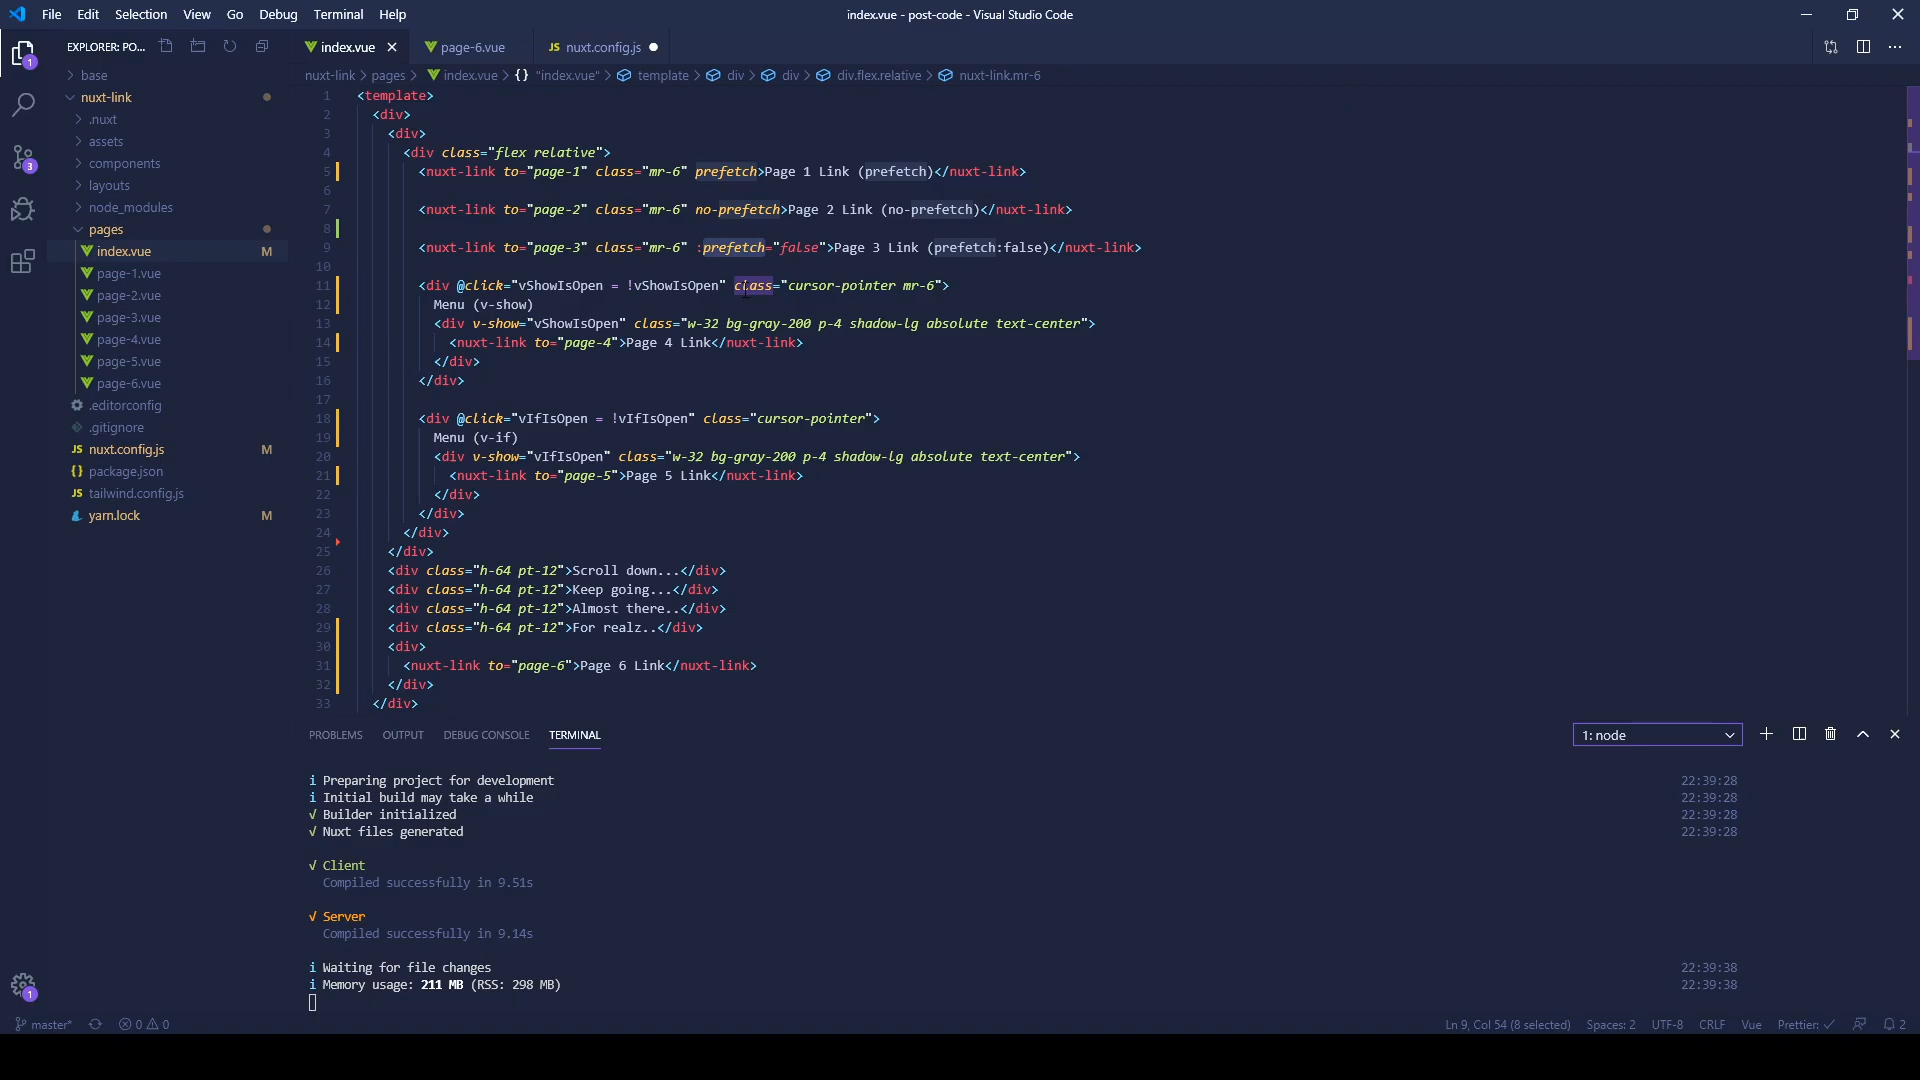 File Edit Selection View Go Debug Terminal Help
index.vue - post-code - Visual Studio Code
EXPLORER: PO...
index.vue
page-6.vue
JS nuxt.config.js
nuxt-link > pages > index.vue > {} "index.vue" > template > div > div > div.flex.relative > nuxt-link.mr-6
base
nuxt-link
.nuxt
assets
components
layouts
node_modules
pages
index.vue M
page-1.vue
page-2.vue
page-3.vue
page-4.vue
page-5.vue
page-6.vue
.editorconfig
.gitignore
JS nuxt.config.js M
{} package.json
JS tailwind.config.js
yarn.lock M
1 <template>
2 <div>
3 <div>
4 <div class="flex relative">
5 <nuxt-link to="page-1" class="mr-6" prefetch>Page 1 Link (prefetch)</nuxt-link>
6
7 <nuxt-link to="page-2" class="mr-6" no-prefetch>Page 2 Link (no-prefetch)</nuxt-link>
8
9 <nuxt-link to="page-3" class="mr-6" :prefetch="false">Page 3 Link (prefetch:false)</nuxt-link>
10
11 <div @click="vShowIsOpen = !vShowIsOpen" class="cursor-pointer mr-6">
12 Menu (v-show)
13 <div v-show="vShowIsOpen" class="w-32 bg-gray-200 p-4 shadow-lg absolute text-center">
14 <nuxt-link to="page-4">Page 4 Link</nuxt-link>
15 </div>
16 </div>
17
18 <div @click="vIfIsOpen = !vIfIsOpen" class="cursor-pointer">
19 Menu (v-if)
20 <div v-show="vIfIsOpen" class="w-32 bg-gray-200 p-4 shadow-lg absolute text-center">
21 <nuxt-link to="page-5">Page 5 Link</nuxt-link>
22 </div>
23 </div>
24 </div>
25 </div>
26 <div class="h-64 pt-12">Scroll down...</div>
27 <div class="h-64 pt-12">Keep going...</div>
28 <div class="h-64 pt-12">Almost there..</div>
29 <div class="h-64 pt-12">For realz..</div>
30 <div>
31 <nuxt-link to="page-6">Page 6 Link</nuxt-link>
32 </div>
33 </div>
PROBLEMS OUTPUT DEBUG CONSOLE TERMINAL
1: node
i Preparing project for development 22:39:28
i Initial build may take a while 22:39:28
√ Builder initialized 22:39:28
√ Nuxt files generated 22:39:28
√ Client
Compiled successfully in 9.51s
√ Server
Compiled successfully in 9.14s
i Waiting for file changes 22:39:38
i Memory usage: 211 MB (RSS: 298 MB) 22:39:38
1
3
1
master* 0 0
Ln 9, Col 54 (8 selected) Spaces: 2 UTF-8 CRLF Vue Prettier: ✓ 2